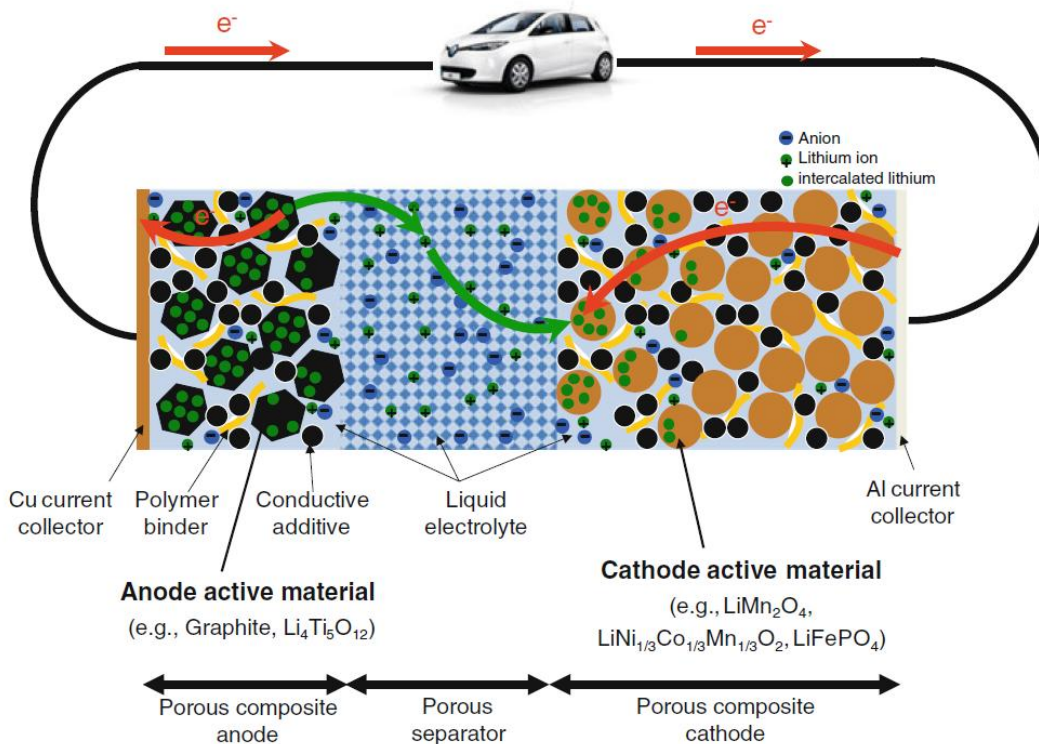 e⁻
e⁻
Anion
Lithium ion
intercalated lithium
e⁻
e⁻
Cu current
collector
Polymer
binder
Conductive
additive
Liquid
electrolyte
Al current
collector
Anode active material
(e.g., Graphite, Li₄Ti₅O₁₂)
Cathode active material
(e.g., LiMn₂O₄,
LiNi₁/₃Co₁/₃Mn₁/₃O₂, LiFePO₄)
Porous composite
anode
Porous
separator
Porous composite
cathode